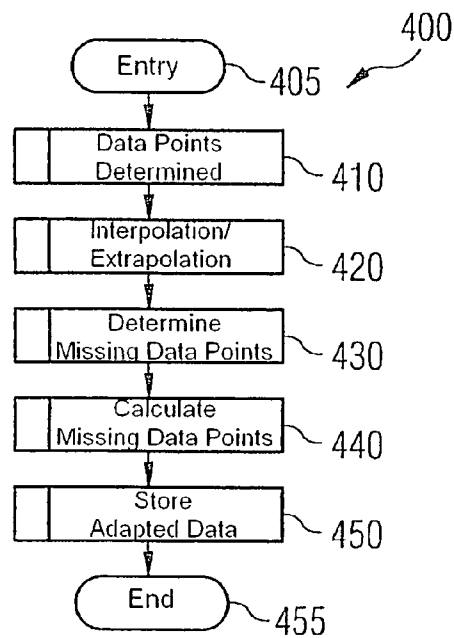 400
Entry
405
Data Points
Determined
410
Interpolation/
Extrapolation
420
Determine
Missing Data Points
430
Calculate
Missing Data Points
440
Store
Adapted Data
450
End
455